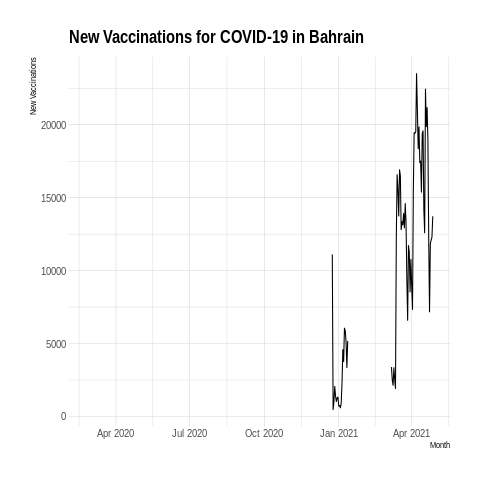 New Vaccinations for COVID-19 in Bahrain
New Vaccinations
20000
15000
10000
5000
0
Apr 2020 Jul 2020 Oct 2020 Jan 2021 Apr 2021
Month